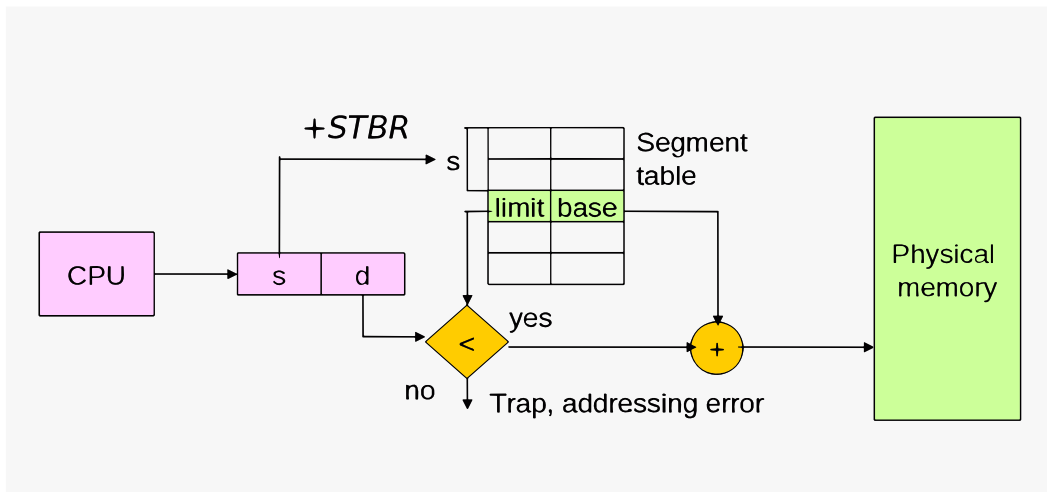 +STBR
s
Segment
table
limit base
CPU
s d
<
yes
+
no
Trap, addressing error
Physical
memory